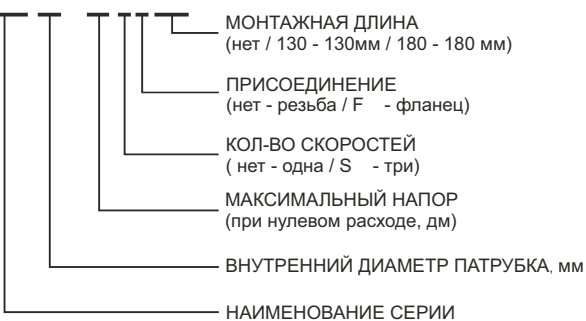 МОНТАЖНАЯ ДЛИНА
(нет / 130 - 130мм / 180 - 180 мм)
ПРИСОЕДИНЕНИЕ
(нет - резьба / F - фланец)
КОЛ-ВО СКОРОСТЕЙ
( нет - одна / S - три)
МАКСИМАЛЬНЫЙ НАПОР
(при нулевом расходе, дм)
ВНУТРЕННИЙ ДИАМЕТР ПАТРУБКА, мм
НАИМЕНОВАНИЕ СЕРИИ